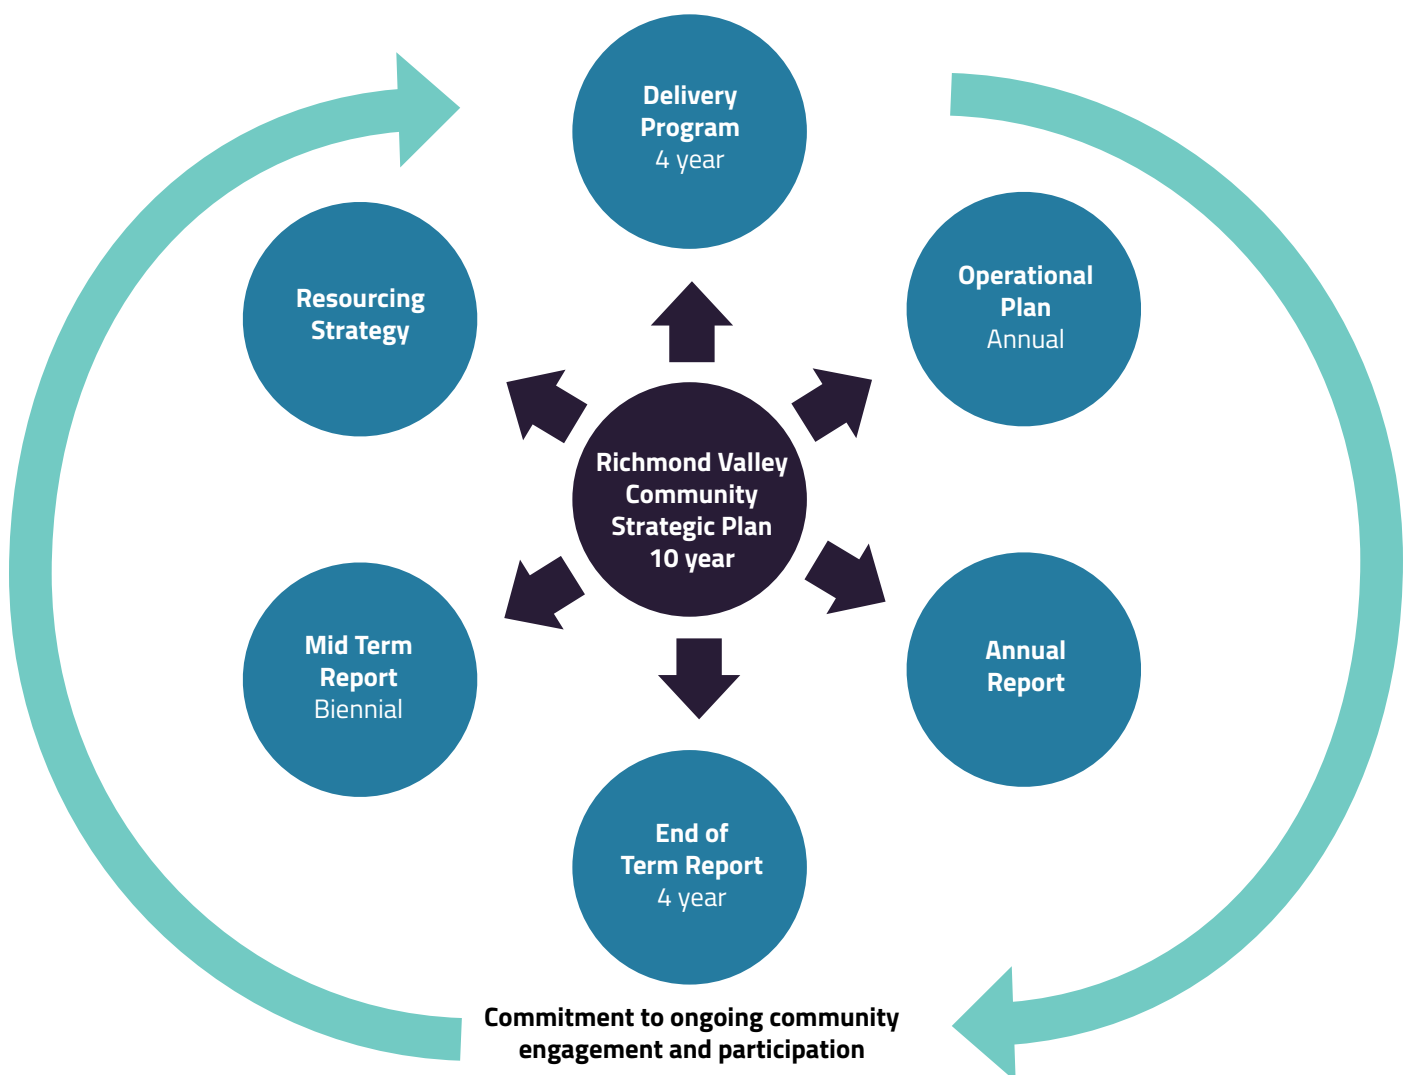 Delivery
Program
4 year
Operational
Plan
Annual
Resourcing
Strategy
Richmond Valley
Community
Strategic Plan
10 year
Mid Term
Report
Biennial
Annual
Report
End of
Term Report
4 year
Commitment to ongoing community
engagement and participation